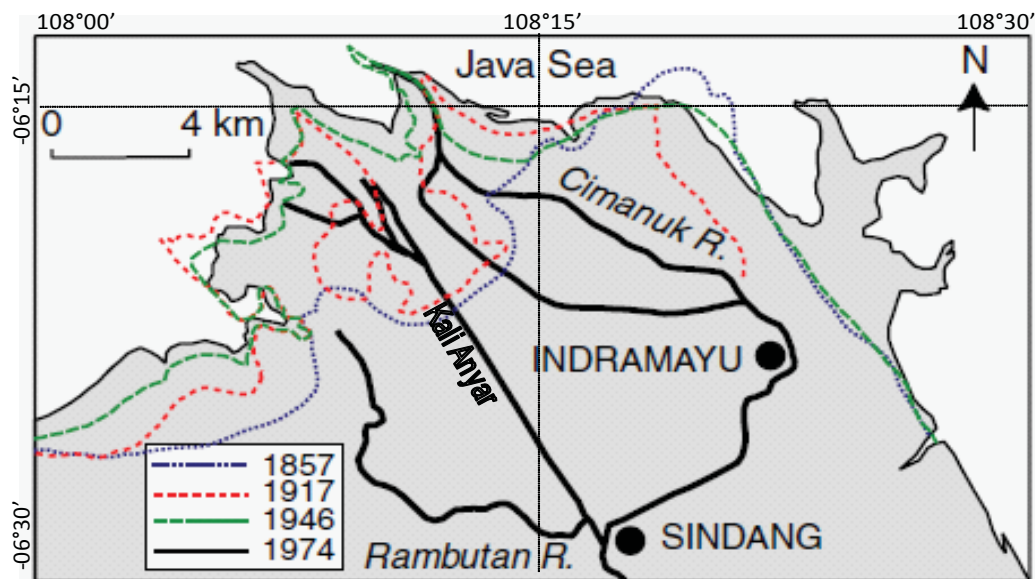 108°00′ 108°15′ 108°30′
Java Sea
N
-06°15′
0 4 km
Cimanuk R.
Kali Anyar
INDRAMAYU
1857
1917
1946
1974
SINDANG
-06°30′
Rambutan R.